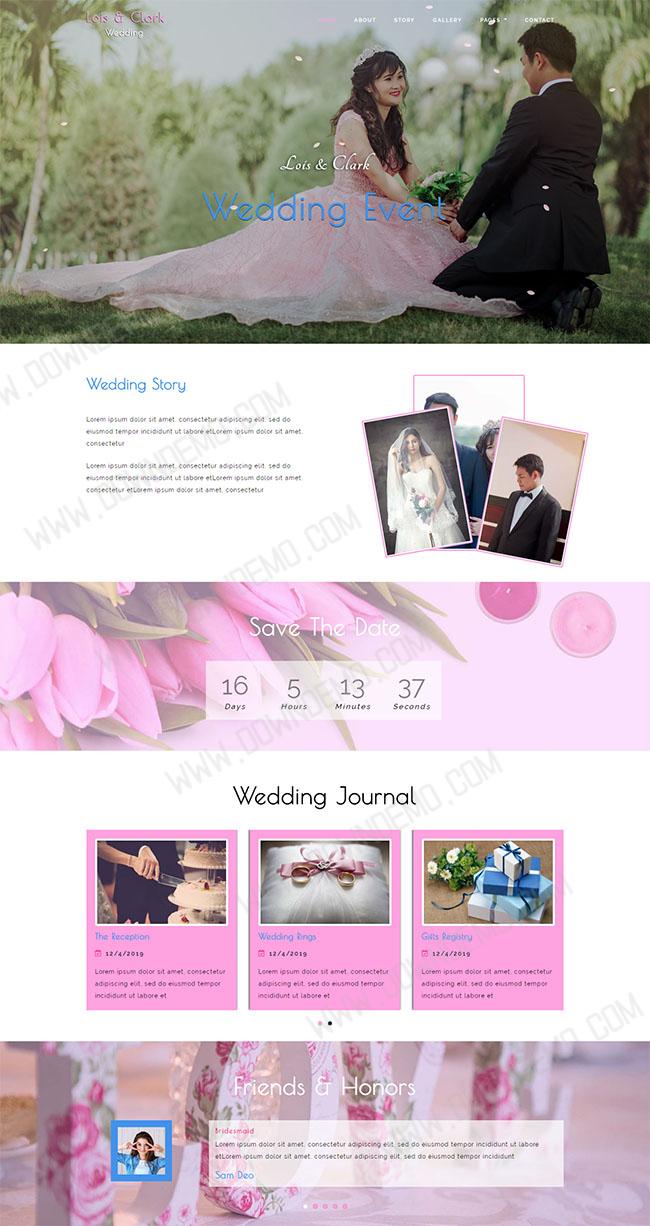 Lois & Clark
Wedding
HOME ABOUT STORY GALLERY PAGES CONTACT
Lois & Clark
Wedding Event
Wedding Story
Lorem ipsum dolor sit amet, consectetur adipiscing elit, sed do
eiusmod tempor incididunt ut labore etLorem ipsum dolor sit amet,
consectetur
Lorem ipsum dolor sit amet, consectetur adipiscing elit, sed do
eiusmod tempor incididunt ut labore etLorem ipsum dolor sit amet,
consectetur etLorem ipsum dolor sit amet, consectetur
WWW.DOWNDEMO.COM
Save The Date
16 5 13 37
Days Hours Minutes Seconds
WWW.DOWNDEMO.COM
Wedding Journal
The Reception
12/4/2019
Lorem ipsum dolor sit amet, consectetur
adipiscing elit, sed do eiusmod tempor
incididunt ut labore et
Wedding Rings
12/4/2019
Lorem ipsum dolor sit amet, consectetur
adipiscing elit, sed do eiusmod tempor
incididunt ut labore et
Gifts Registry
12/4/2019
Lorem ipsum dolor sit amet, consectetur
adipiscing elit, sed do eiusmod tempor
incididunt ut labore et
WWW.DOWNDEMO.COM
Friends & Honors
Bridesmaid
Lorem ipsum dolor sit amet, consectetur adipiscing elit, sed do eiusmod tempor incididunt ut
labore etLorem ipsum dolor sit amet, consectetur adipiscing elit, sed do eiusmod tempor incididunt
Sam Deo